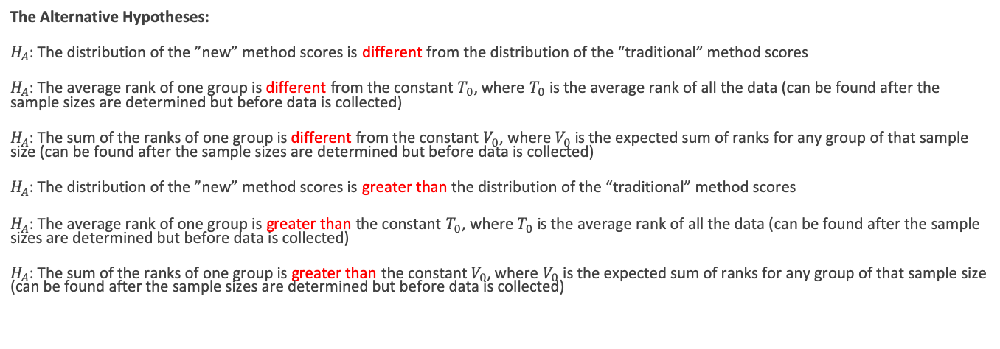 The Alternative Hypotheses:
H_A: The distribution of the ”new” method scores is different from the distribution of the “traditional” method scores
H_A: The average rank of one group is different from the constant T_0, where T_0 is the average rank of all the data (can be found after the
sample sizes are determined but before data is collected)
H_A: The sum of the ranks of one group is different from the constant V_0, where V_0 is the expected sum of ranks for any group of that sample
size (can be found after the sample sizes are determined but before data is collected)
H_A: The distribution of the ”new” method scores is greater than the distribution of the “traditional” method scores
H_A: The average rank of one group is greater than the constant T_0, where T_0 is the average rank of all the data (can be found after the sample
sizes are determined but before data is collected)
H_A: The sum of the ranks of one group is greater than the constant V_0, where V_0 is the expected sum of ranks for any group of that sample size
(can be found after the sample sizes are determined but before data is collected)